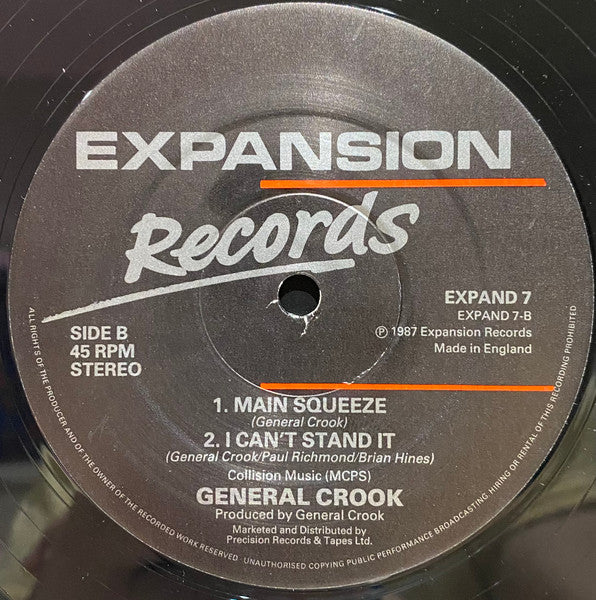 EXPANSION
Records
SIDE B
45 RPM
STEREO
EXPAND 7
EXPAND 7-B
Ⓟ 1987 Expansion Records
Made in England
1. MAIN SQUEEZE
(General Crook)
2. I CAN'T STAND IT
(General Crook/Paul Richmond/Brian Hines)
Collision Music (MCPS)
GENERAL CROOK
Produced by General Crook
Marketed and Distributed by
Precision Records & Tapes Ltd.
ALL RIGHTS OF THE PRODUCER AND OF THE OWNER OF THE RECORDED WORK RESERVED UNAUTHORISED COPYING PUBLIC PERFORMANCE BROADCASTING HIRING OR RENTAL OF THIS RECORDING PROHIBITED